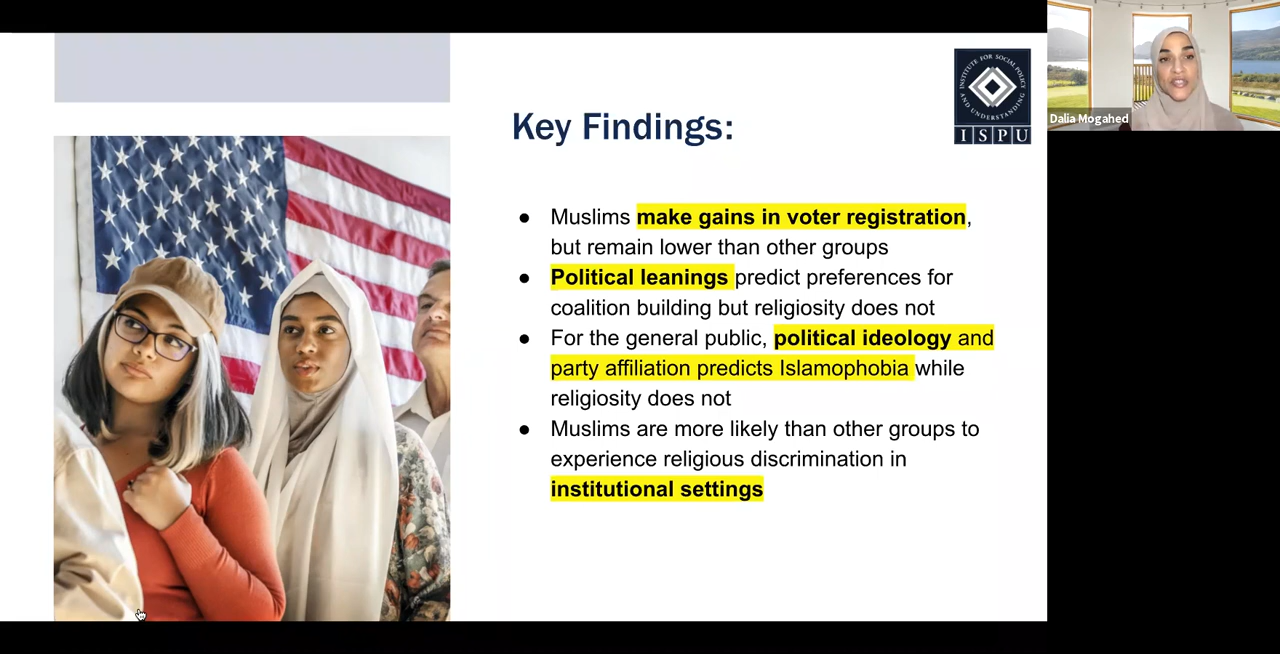 Key Findings:
INSTITUTE FOR SOCIAL POLICY
AND UNDERSTANDING
ISPU
Dalia Mogahed
● Muslims make gains in voter registration,
but remain lower than other groups
● Political leanings predict preferences for
coalition building but religiosity does not
● For the general public, political ideology and
party affiliation predicts Islamophobia while
religiosity does not
● Muslims are more likely than other groups to
experience religious discrimination in
institutional settings